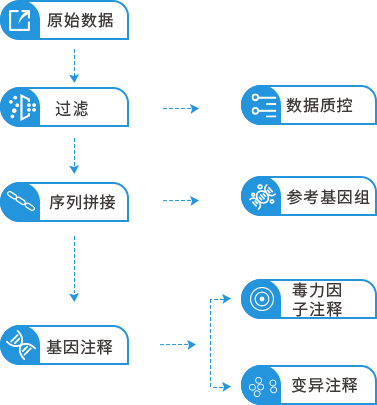 原始数据
过滤
数据质控
序列拼接
参考基因组
毒力因
子注释
基因注释
变异注释